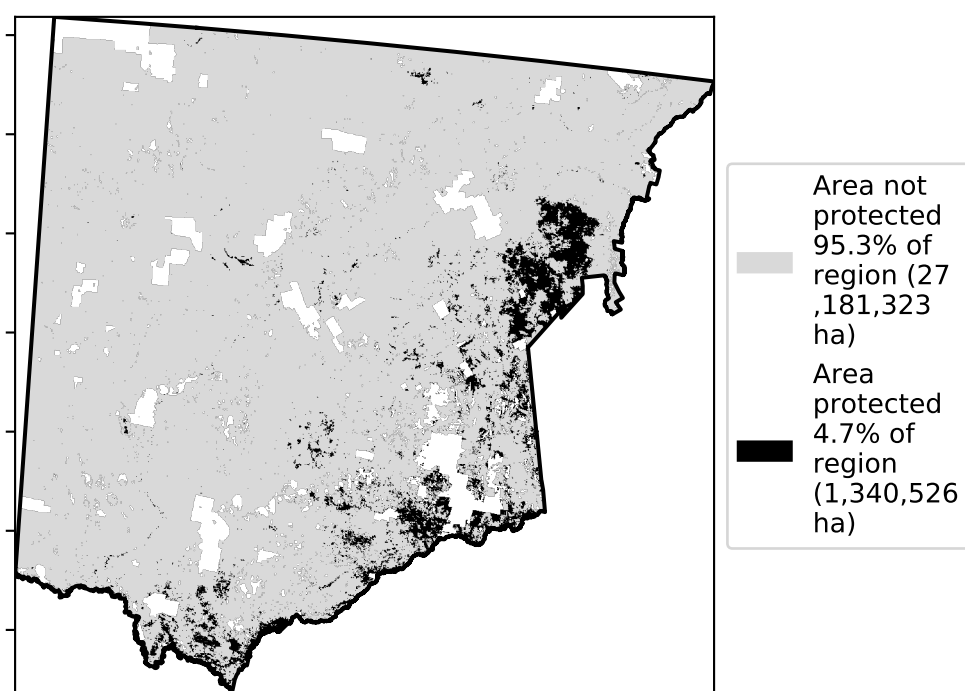 Area not
protected
95.3% of
region (27
,181,323
ha)
Area
protected
4.7% of
region
(1,340,526
ha)